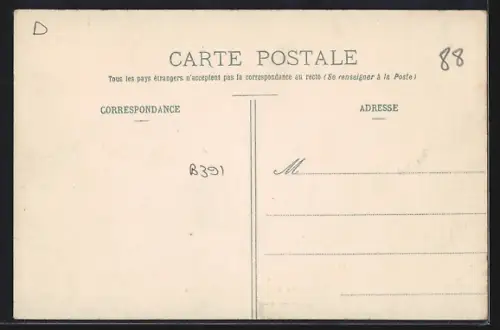 D
CARTE POSTALE
88
Tous les pays étrangers n'acceptent pas la correspondance au recto (Se renseigner à la Poste)
CORRESPONDANCE
ADRESSE
B391
M